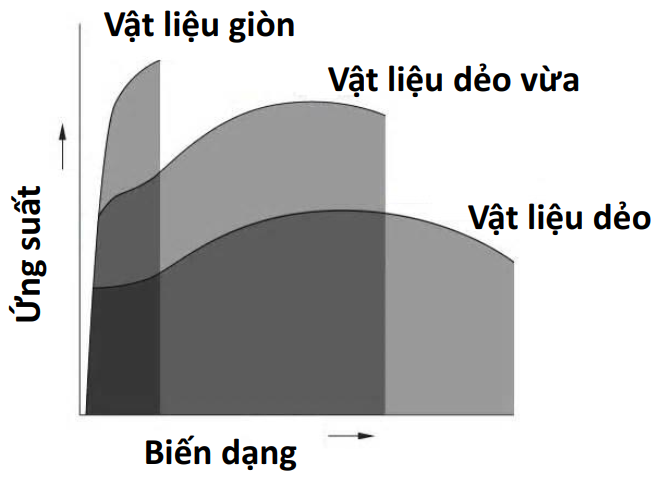 Vật liệu giòn
Vật liệu dẻo vừa
Vật liệu dẻo
Ứng suất
Biến dạng